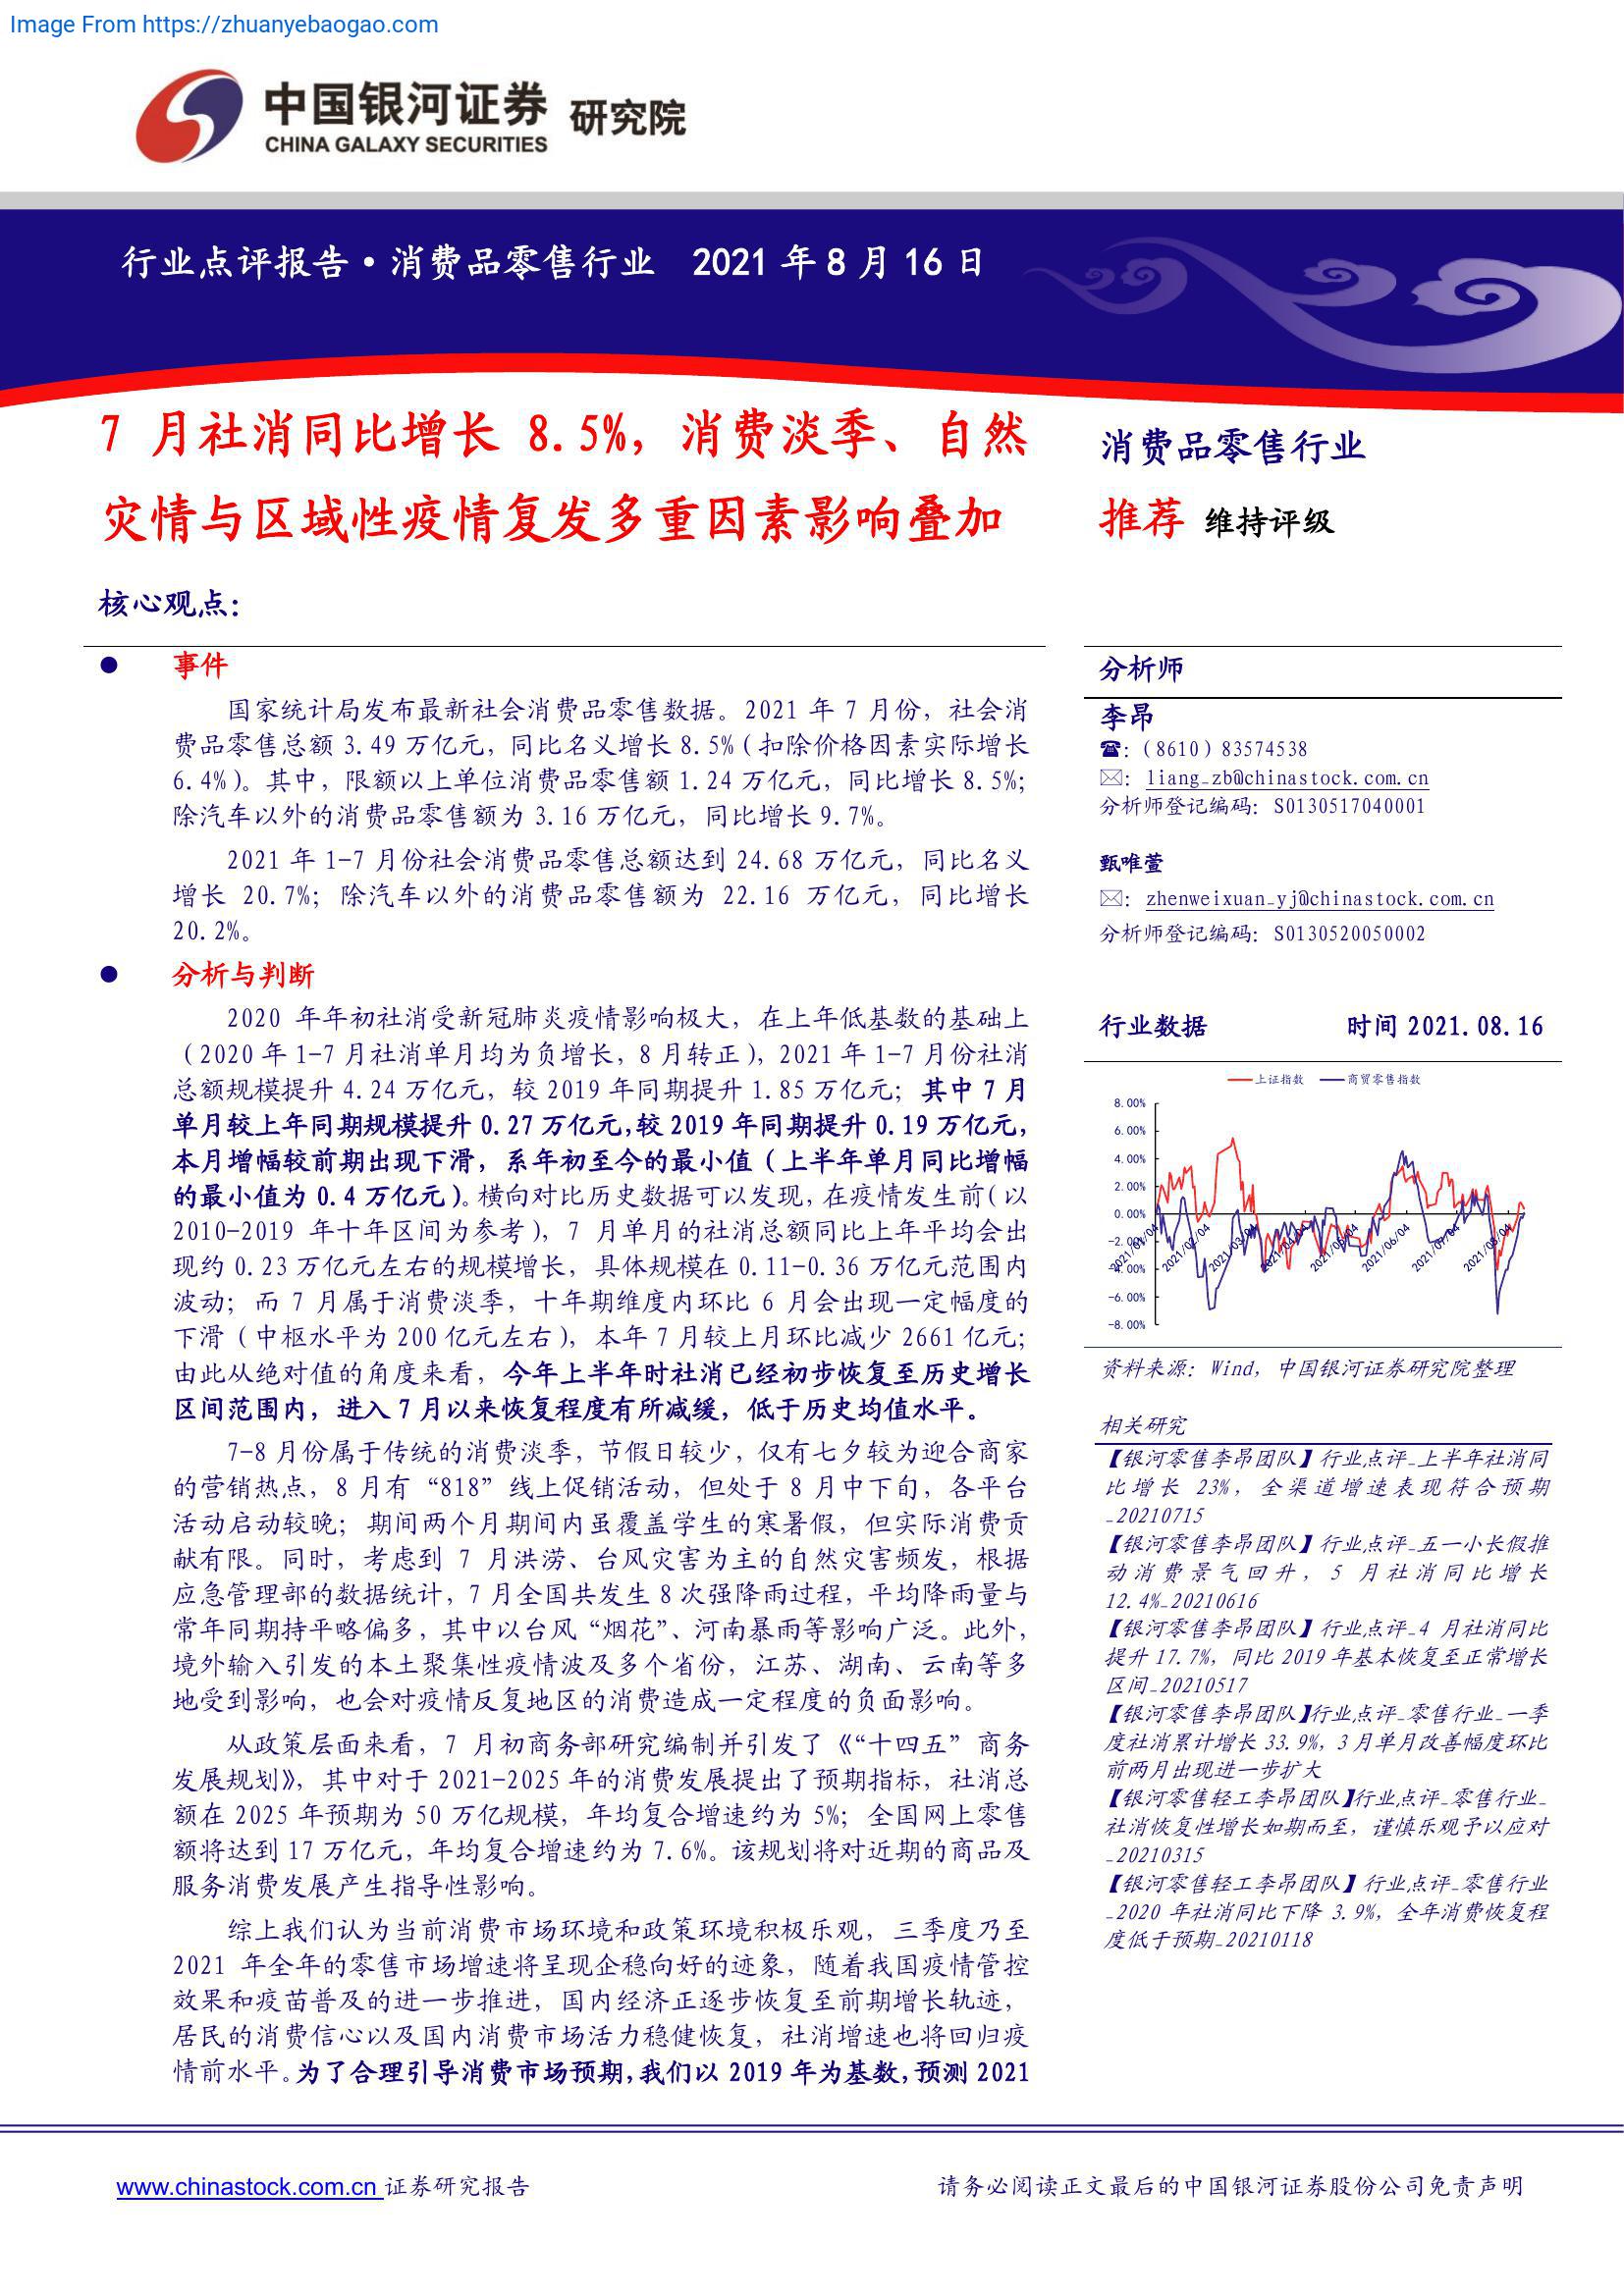 Image From https://zhuanyebaogao.com
中国银河证券 研究院
CHINA GALAXY SECURITIES
行业点评报告·消费品零售行业 2021 年 8 月 16 日
7 月社消同比增长 8.5%，消费淡季、自然
灾情与区域性疫情复发多重因素影响叠加
核心观点：
● 事件
国家统计局发布最新社会消费品零售数据。2021 年 7 月份，社会消
费品零售总额 3.49 万亿元，同比名义增长 8.5%（扣除价格因素实际增长
6.4%）。其中，限额以上单位消费品零售额 1.24 万亿元，同比增长 8.5%；
除汽车以外的消费品零售额为 3.16 万亿元，同比增长 9.7%。
2021 年 1-7 月份社会消费品零售总额达到 24.68 万亿元，同比名义
增长 20.7%；除汽车以外的消费品零售额为 22.16 万亿元，同比增长
20.2%。
● 分析与判断
2020 年年初社消受新冠肺炎疫情影响极大，在上年低基数的基础上
（2020 年 1-7 月社消单月均为负增长，8 月转正），2021 年 1-7 月份社消
总额规模提升 4.24 万亿元，较 2019 年同期提升 1.85 万亿元；其中 7 月
单月较上年同期规模提升 0.27 万亿元，较 2019 年同期提升 0.19 万亿元，
本月增幅较前期出现下滑，系年初至今的最小值（上半年单月同比增幅
的最小值为 0.4 万亿元）。横向对比历史数据可以发现，在疫情发生前（以
2010-2019 年十年区间为参考），7 月单月的社消总额同比上年平均会出
现约 0.23 万亿元左右的规模增长，具体规模在 0.11-0.36 万亿元范围内
波动；而 7 月属于消费淡季，十年期维度内环比 6 月会出现一定幅度的
下滑（中枢水平为 200 亿元左右），本年 7 月较上月环比减少 2661 亿元；
由此从绝对值的角度来看，今年上半年时社消已经初步恢复至历史增长
区间范围内，进入 7 月以来恢复程度有所减缓，低于历史均值水平。
7-8 月份属于传统的消费淡季，节假日较少，仅有七夕较为迎合商家
的营销热点，8 月有“818”线上促销活动，但处于 8 月中下旬，各平台
活动启动较晚；期间两个月期间内虽覆盖学生的寒暑假，但实际消费贡
献有限。同时，考虑到 7 月洪涝、台风灾害为主的自然灾害频发，根据
应急管理部的数据统计，7 月全国共发生 8 次强降雨过程，平均降雨量与
常年同期持平略偏多，其中以台风“烟花”、河南暴雨等影响广泛。此外，
境外输入引发的本土聚集性疫情波及多个省份，江苏、湖南、云南等多
地受到影响，也会对疫情反复地区的消费造成一定程度的负面影响。
从政策层面来看，7 月初商务部研究编制并引发了《“十四五”商务
发展规划》，其中对于 2021-2025 年的消费发展提出了预期指标，社消总
额在 2025 年预期为 50 万亿规模，年均复合增速约为 5%；全国网上零售
额将达到 17 万亿元，年均复合增速约为 7.6%。该规划将对近期的商品及
服务消费发展产生指导性影响。
综上我们认为当前消费市场环境和政策环境积极乐观，三季度乃至
2021 年全年的零售市场增速将呈现企稳向好的迹象，随着我国疫情管控
效果和疫苗普及的进一步推进，国内经济正逐步恢复至前期增长轨迹，
居民的消费信心以及国内消费市场活力稳健恢复，社消增速也将回归疫
情前水平。为了合理引导消费市场预期，我们以 2019 年为基数，预测 2021
消费品零售行业
推荐 维持评级
分析师
李昂
☎：（8610）83574538
✉：liang_zb@chinastock.com.cn
分析师登记编码：S0130517040001
甄唯萱
✉：zhenweixuan_yj@chinastock.com.cn
分析师登记编码：S0130520050002
行业数据 时间 2021.08.16
上证指数 商贸零售指数
8.00%
6.00%
4.00%
2.00%
0.00%
-2.00%
-4.00%
-6.00%
-8.00%
2021/01/04
2021/02/04
2021/03/04
2021/04/04
2021/05/04
2021/06/04
2021/07/04
2021/08/04
资料来源：Wind，中国银河证券研究院整理
相关研究
【银河零售李昂团队】行业点评_上半年社消同
比增长 23%，全渠道增速表现符合预期
_20210715
【银河零售李昂团队】行业点评_五一小长假推
动消费景气回升，5 月社消同比增长
12.4%_20210616
【银河零售李昂团队】行业点评_4 月社消同比
提升 17.7%，同比 2019 年基本恢复至正常增长
区间_20210517
【银河零售李昂团队】行业点评_零售行业_一季
度社消累计增长 33.9%，3 月单月改善幅度环比
前两月出现进一步扩大
【银河零售轻工李昂团队】行业点评_零售行业_
社消恢复性增长如期而至，谨慎乐观予以应对
_20210315
【银河零售轻工李昂团队】行业点评_零售行业
_2020 年社消同比下降 3.9%，全年消费恢复程
度低于预期_20210118
www.chinastock.com.cn 证券研究报告
请务必阅读正文最后的中国银河证券股份公司免责声明